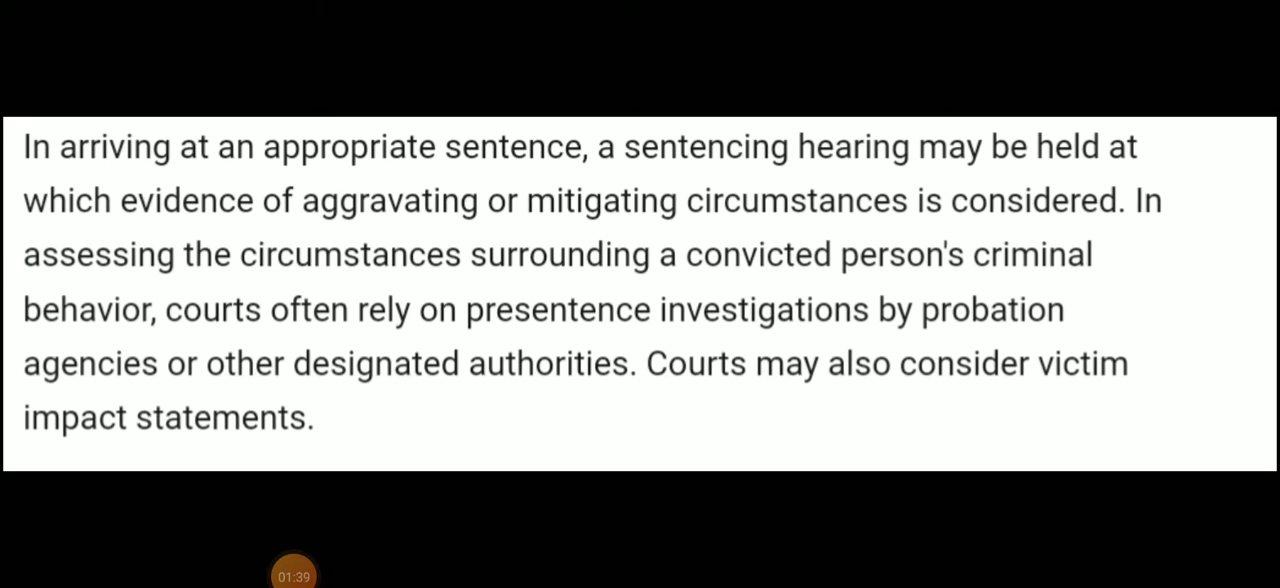 In arriving at an appropriate sentence, a sentencing hearing may be held at
which evidence of aggravating or mitigating circumstances is considered. In
assessing the circumstances surrounding a convicted person's criminal
behavior, courts often rely on presentence investigations by probation
agencies or other designated authorities. Courts may also consider victim
impact statements.
01:39